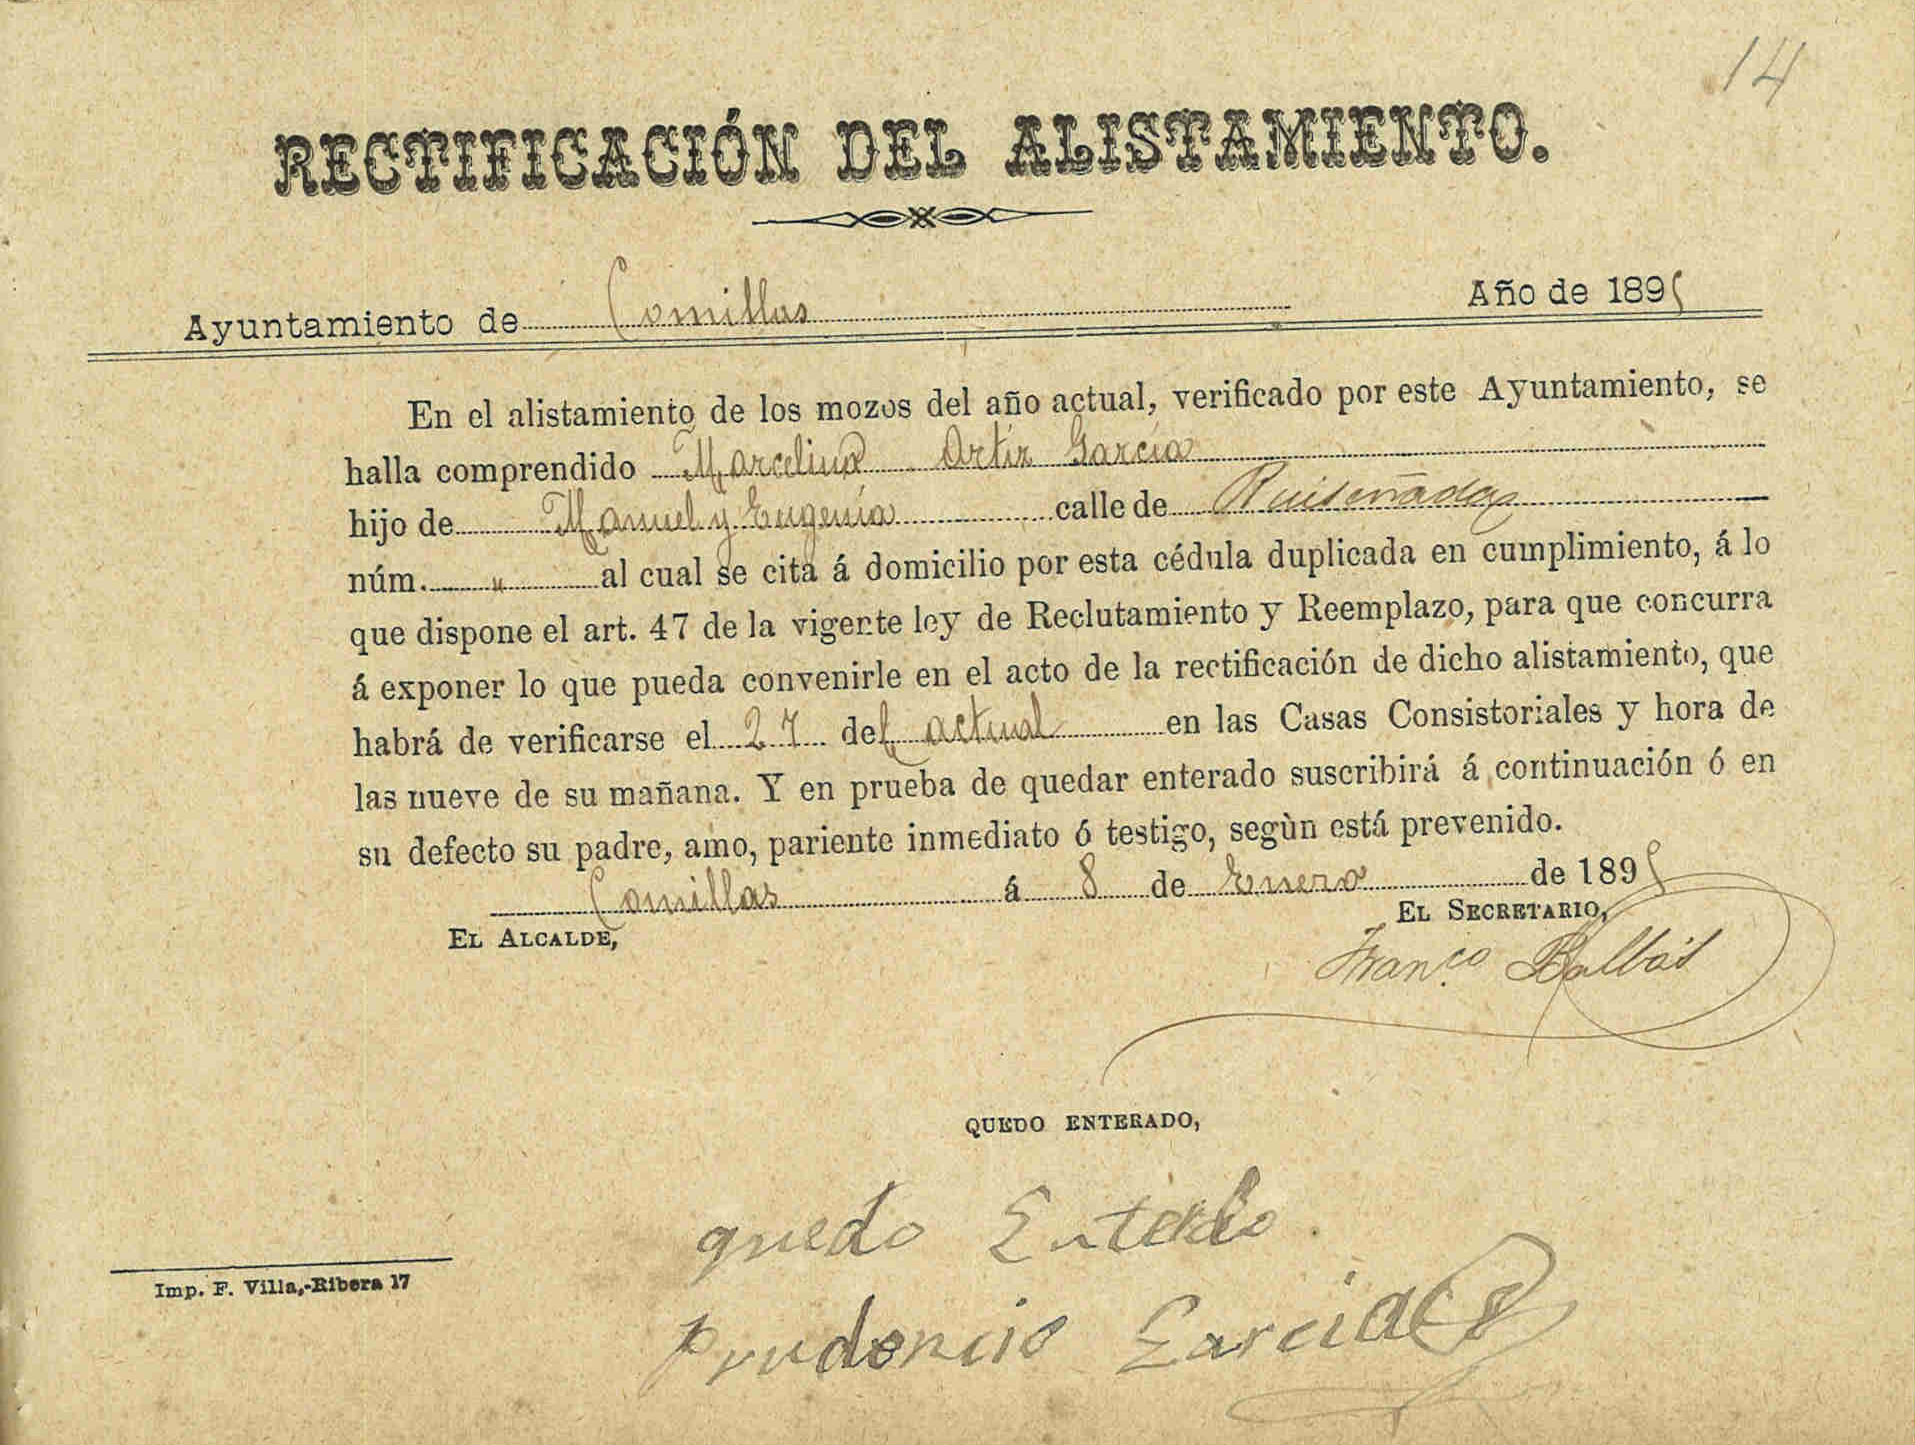 14
RECTIFICACIÓN DEL ALISTAMIENTO.
Ayuntamiento de Comillas Año de 1895
En el alistamiento de los mozos del año actual, verificado por este Ayuntamiento, se
halla comprendido Marcelino Ortiz García
hijo de Manuel y Eugenia calle de Ruiseñada
núm. " al cual se cita á domicilio por esta cédula duplicada en cumplimiento, á lo
que dispone el art. 47 de la vigente ley de Reclutamiento y Reemplazo, para que concurra
á exponer lo que pueda convenirle en el acto de la rectificación de dicho alistamiento, que
habrá de verificarse el 27 del actual en las Casas Consistoriales y hora de
las nueve de su mañana. Y en prueba de quedar enterado suscribirá á continuación ó en
su defecto su padre, amo, pariente inmediato ó testigo, segùn está prevenido.
Comillas á 8 de Enero de 1895
EL ALCALDE, EL SECRETARIO,
Fran.co Balbás
QUEDO ENTERADO,
quedo
Imp. F. Villa,-Ribera 17
Prudencio Garcia